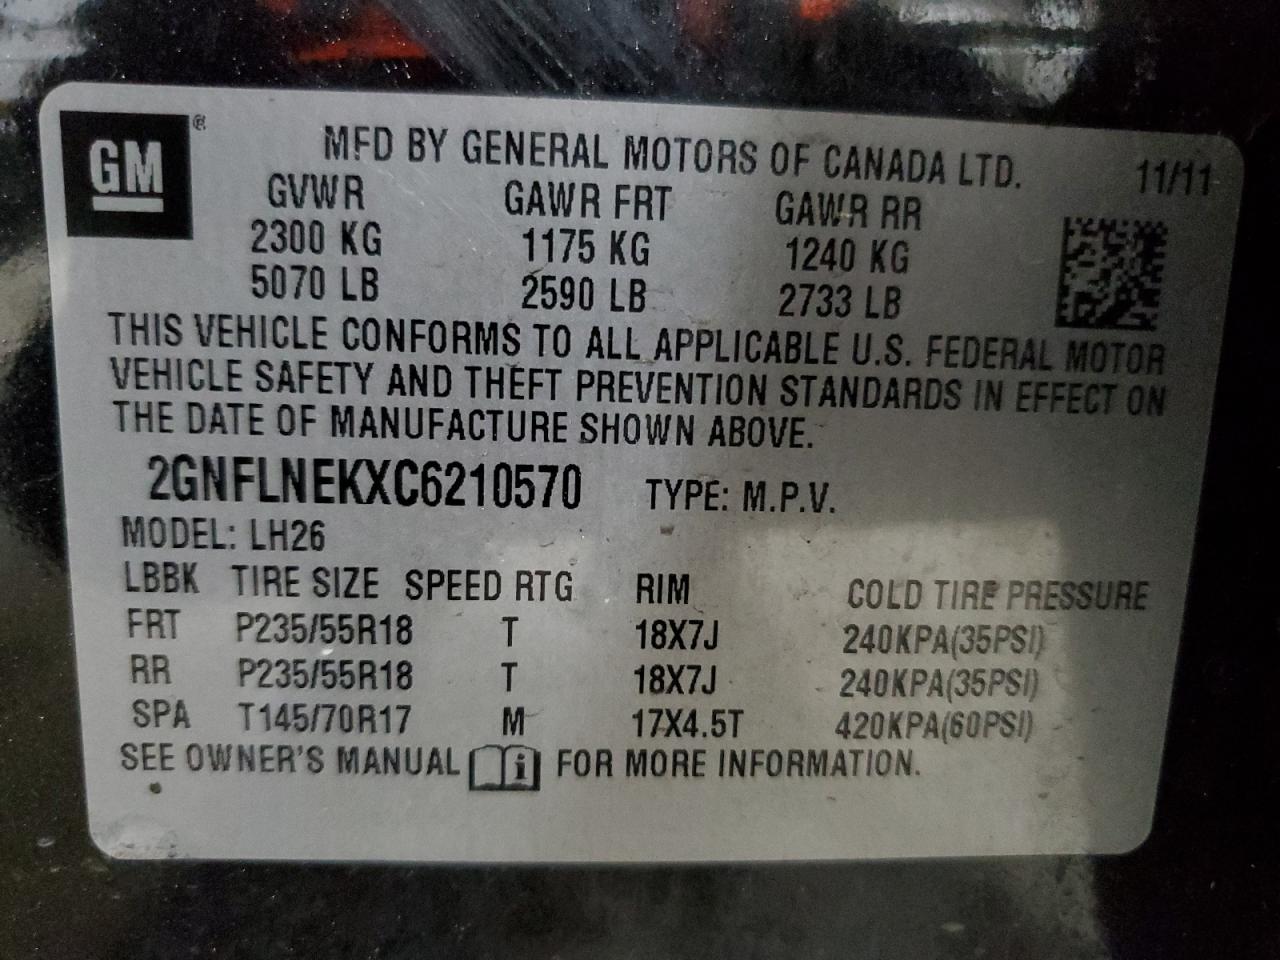 GM ®
MFD BY GENERAL MOTORS OF CANADA LTD. 11/11
GVWR GAWR FRT GAWR RR
2300 KG 1175 KG 1240 KG
5070 LB 2590 LB 2733 LB
THIS VEHICLE CONFORMS TO ALL APPLICABLE U.S. FEDERAL MOTOR
VEHICLE SAFETY AND THEFT PREVENTION STANDARDS IN EFFECT ON
THE DATE OF MANUFACTURE SHOWN ABOVE.
2GNFLNEKXC6210570 TYPE: M.P.V.
MODEL: LH26
LBBK TIRE SIZE SPEED RTG RIM COLD TIRE PRESSURE
FRT P235/55R18 T 18X7J 240KPA(35PSI)
RR P235/55R18 T 18X7J 240KPA(35PSI)
SPA T145/70R17 M 17X4.5T 420KPA(60PSI)
SEE OWNER'S MANUAL i FOR MORE INFORMATION.